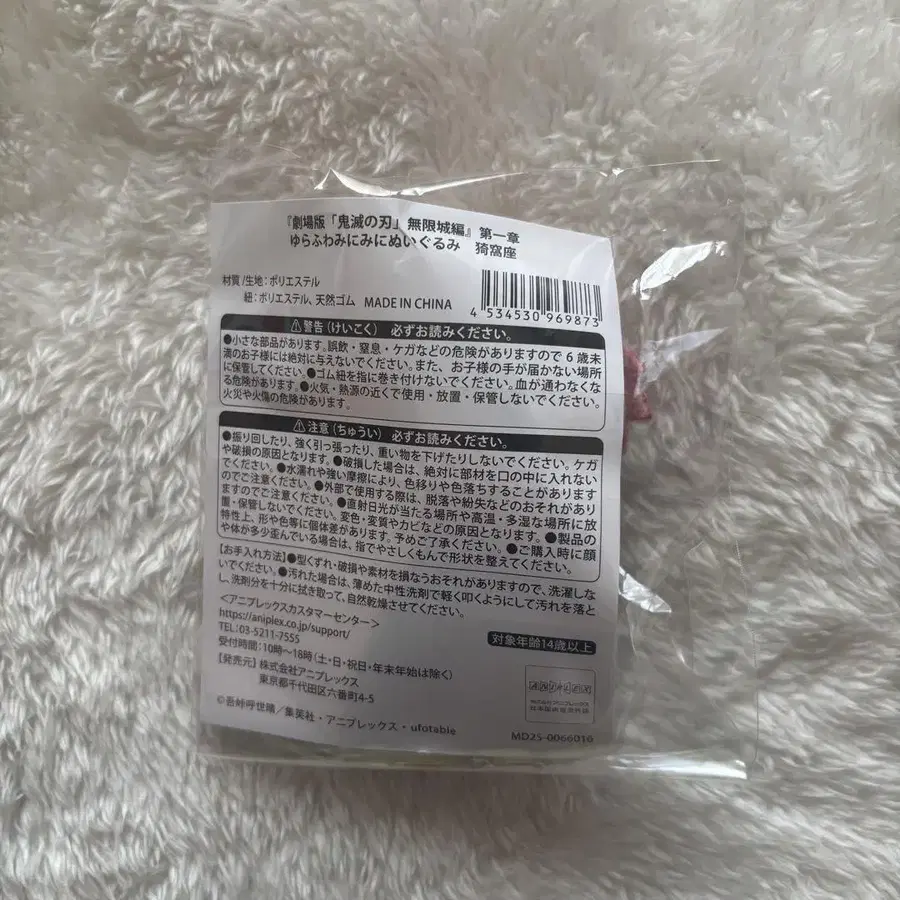 『劇場版「鬼滅の刃」無限城編』第一章
ゆらふわみにみにぬいぐるみ 猗窩座
材質/生地:ポリエステル
紐:ポリエステル、天然ゴム MADE IN CHINA
4 534530 969873
⚠警告(けいこく) 必ずお読みください。
●小さな部品があります。誤飲・窒息・ケガなどの危険がありますので6歳未
満のお子様には絶対に与えないでください。また、お子様の手が届かない場所
に保管してください。●ゴム紐を指に巻き付けないでください。血が通わなくな
る危険があります。●火気・熱源の近くで使用・放置・保管しないでください。
火災や火傷の危険があります。
⚠注意(ちゅうい) 必ずお読みください。
●振り回したり、強く引っ張ったり、重い物を下げたりしないでください。ケガ
や破損の原因となります。●破損した場合は、絶対に部材を口の中に入れない
でください。●水濡れや強い摩擦により、色移りや色落ちすることがあります
のでご注意ください。●外部で使用する際は、脱落や紛失などのおそれがあり
ますのでご注意ください。●直射日光が当たる場所や高温・多湿な場所に放
置・保管しないでください。変色・変質やカビなどの原因となります。●製品の
特性上、形や色等に個体差があります。予めご了承ください。●ご購入時に顔
や体が多少歪んでいる場合は、指でやさしくもんで形状を整えてください。
【お手入れ方法】●型くずれ・破損や素材を損なうおそれがありますので、洗濯しな
いでください。●汚れた場合は、薄めた中性洗剤で軽く叩くようにして汚れを落と
し、洗剤分を十分に拭き取って、自然乾燥させてください。
<アニプレックスカスタマーセンター>
https://aniplex.co.jp/support/
TEL:03-5211-7555
受付時間:10時~18時(土・日・祝日・年末年始は除く)
対象年齢14歳以上
【発売元】株式会社アニプレックス
東京都千代田区六番町4-5
©吾峠呼世晴/集英社・アニプレックス・ufotable
MD25-0066010